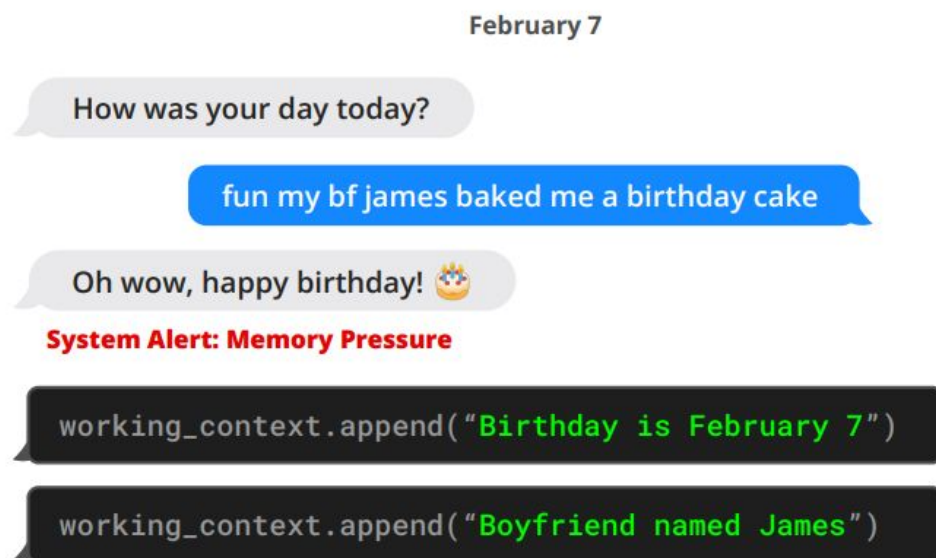 February 7
How was your day today?
fun my bf james baked me a birthday cake
Oh wow, happy birthday! 🎂
System Alert: Memory Pressure
working_context.append(“Birthday is February 7”)
working_context.append(“Boyfriend named James”)